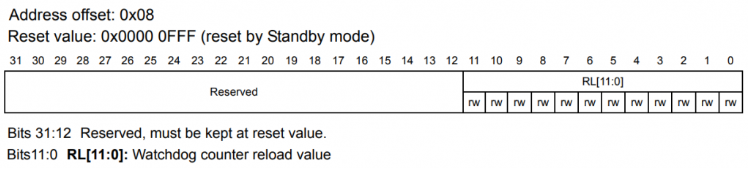 Address offset: 0x08
Reset value: 0x0000 0FFF (reset by Standby mode)
31 30 29 28 27 26 25 24 23 22 21 20 19 18 17 16 15 14 13 12 11 10 9 8 7 6 5 4 3 2 1 0
Reserved RL[11:0]
rw rw rw rw rw rw rw rw rw rw rw rw
Bits 31:12 Reserved, must be kept at reset value.
Bits11:0 RL[11:0]: Watchdog counter reload value